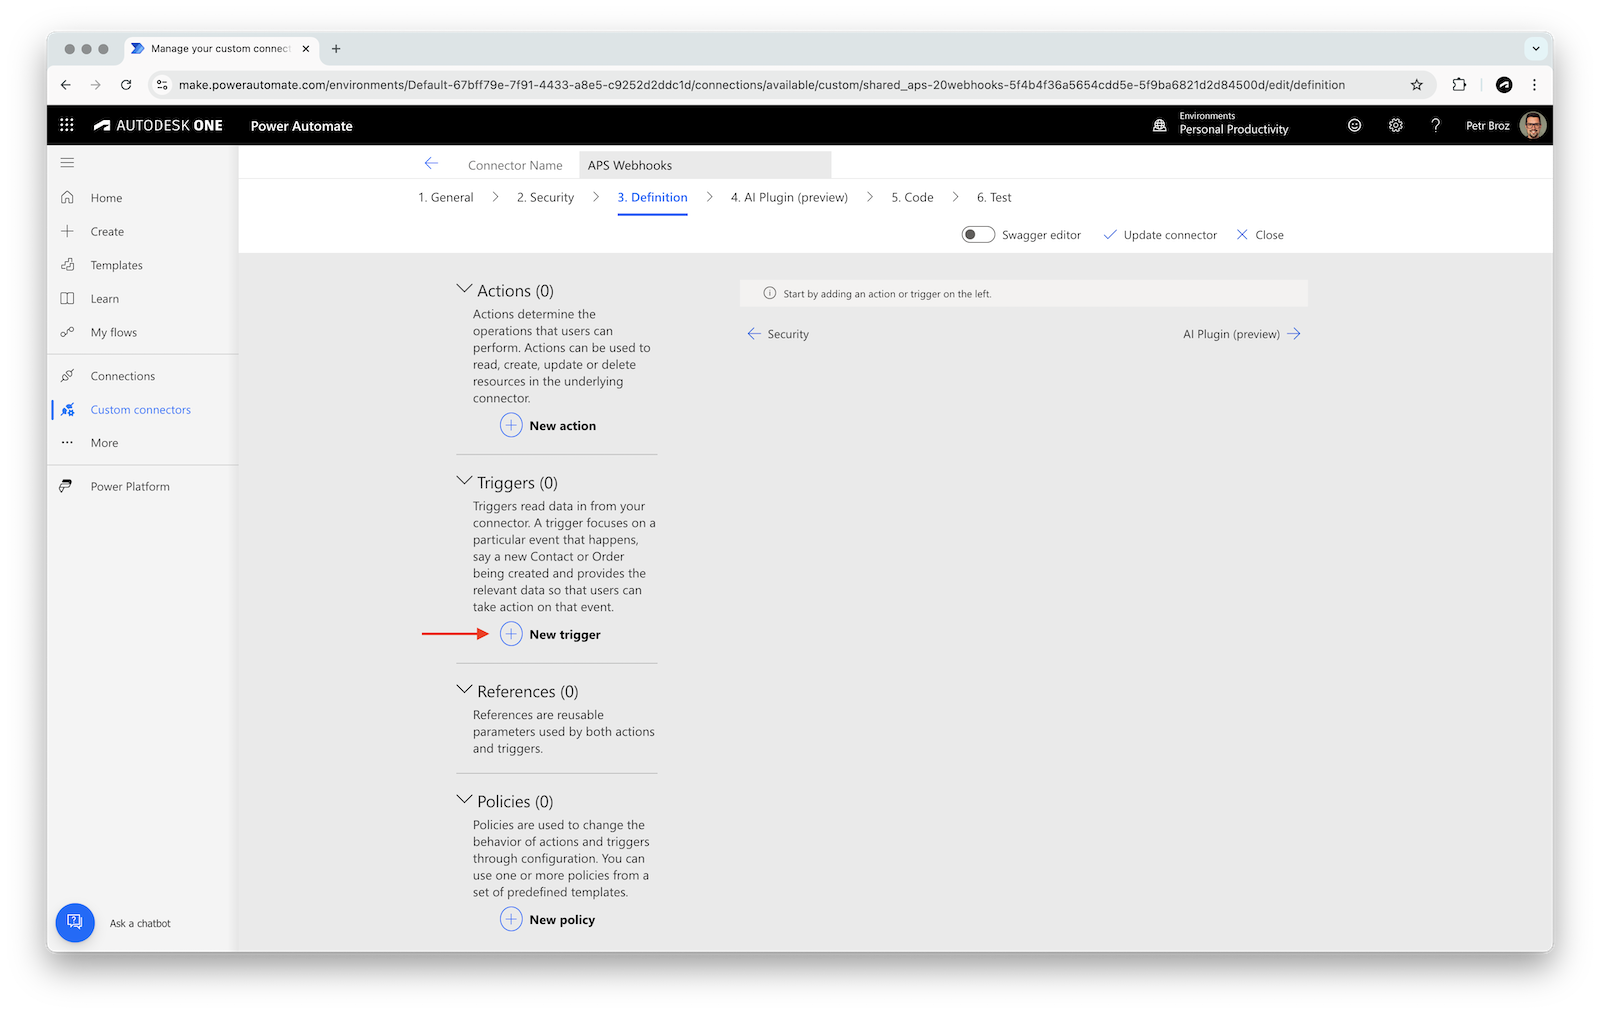 Manage your custom connect
make.powerautomate.com/environments/Default-67bff79e-7f91-4433-a8e5-c9252d2ddc1d/connections/available/custom/shared_aps-20webhooks-5f4b4f36a5654cdd5e-5f9ba6821d2d84500d/edit/definition
AUTODESK ONE
Power Automate
Environments
Personal Productivity
Petr Broz
Connector Name
APS Webhooks
1. General
2. Security
3. Definition
4. AI Plugin (preview)
5. Code
6. Test
Swagger editor
Update connector
Close
Home
Create
Templates
Learn
My flows
Connections
Custom connectors
More
Power Platform
Ask a chatbot
Actions (0)
Actions determine the
operations that users can
perform. Actions can be used to
read, create, update or delete
resources in the underlying
connector.
New action
Triggers (0)
Triggers read data in from your
connector. A trigger focuses on a
particular event that happens,
say a new Contact or Order
being created and provides the
relevant data so that users can
take action on that event.
New trigger
References (0)
References are reusable
parameters used by both actions
and triggers.
Policies (0)
Policies are used to change the
behavior of actions and triggers
through configuration. You can
use one or more policies from a
set of predefined templates.
New policy
Start by adding an action or trigger on the left.
Security
AI Plugin (preview)